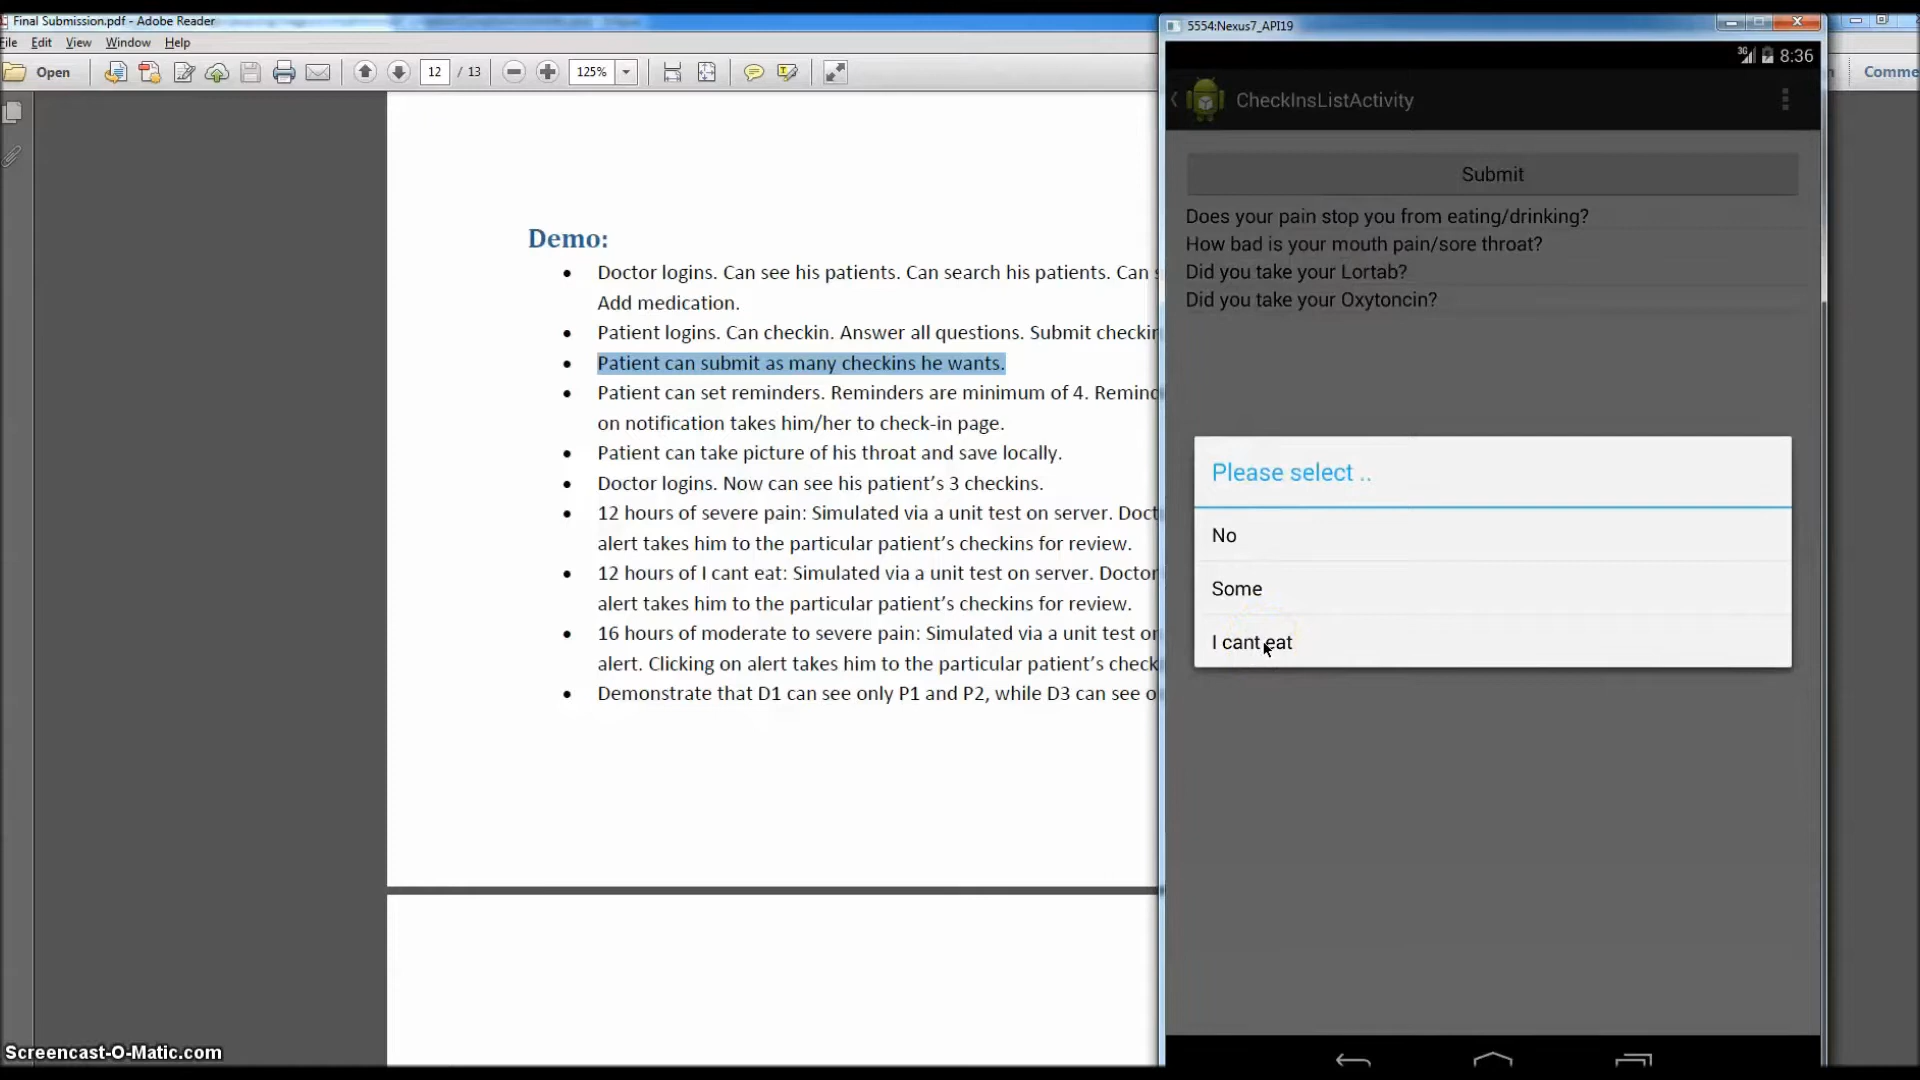 Final Submission.pdf - Adobe Reader
File Edit View Window Help
Open 12 / 13 125% Comme
Demo:
• Doctor logins. Can see his patients. Can search his patients. Can s
Add medication.
• Patient logins. Can checkin. Answer all questions. Submit checkin
• Patient can submit as many checkins he wants.
• Patient can set reminders. Reminders are minimum of 4. Remind
on notification takes him/her to check-in page.
• Patient can take picture of his throat and save locally.
• Doctor logins. Now can see his patient's 3 checkins.
• 12 hours of severe pain: Simulated via a unit test on server. Doct
alert takes him to the particular patient's checkins for review.
• 12 hours of I cant eat: Simulated via a unit test on server. Doctor
alert takes him to the particular patient's checkins for review.
• 16 hours of moderate to severe pain: Simulated via a unit test on
alert. Clicking on alert takes him to the particular patient's check
• Demonstrate that D1 can see only P1 and P2, while D3 can see o
5554:Nexus7_API19
3G 8:36
CheckInsListActivity
Submit
Does your pain stop you from eating/drinking?
How bad is your mouth pain/sore throat?
Did you take your Lortab?
Did you take your Oxytoncin?
Please select ..
No
Some
I cant eat
Screencast-O-Matic.com